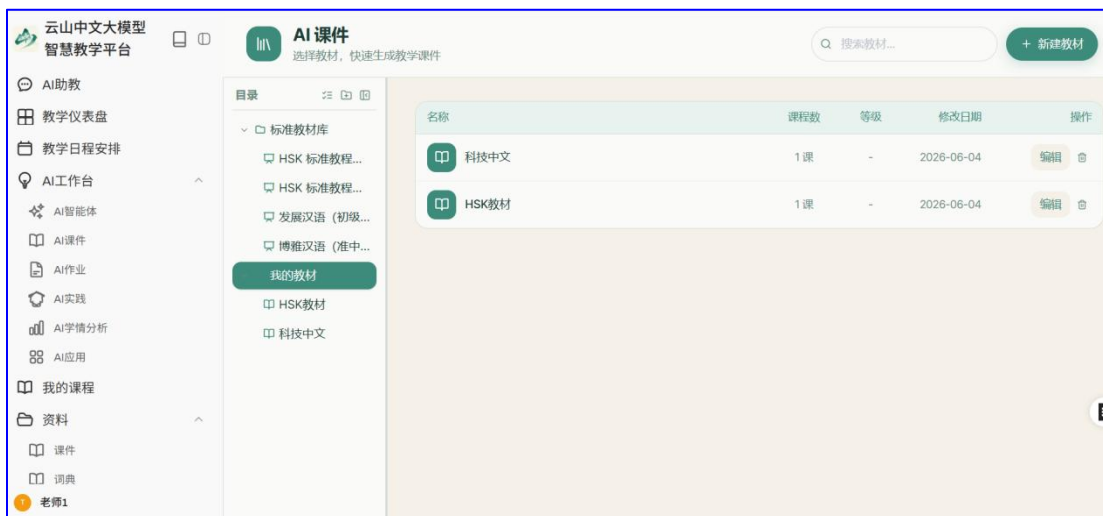 云山中文大模型
智慧教学平台
AI助教
教学仪表盘
教学日程安排
AI工作台
AI智能体
AI课件
AI作业
AI实践
AI学情分析
AI应用
我的课程
资料
课件
词典
老师1
AI 课件
选择教材，快速生成教学课件
搜索教材...
+ 新建教材
目录
标准教材库
HSK 标准教程...
HSK 标准教程...
发展汉语（初级...
博雅汉语（准中...
我的教材
HSK教材
科技中文
名称 课程数 等级 修改日期 操作
科技中文 1 课 - 2026-06-04 编辑
HSK教材 1 课 - 2026-06-04 编辑